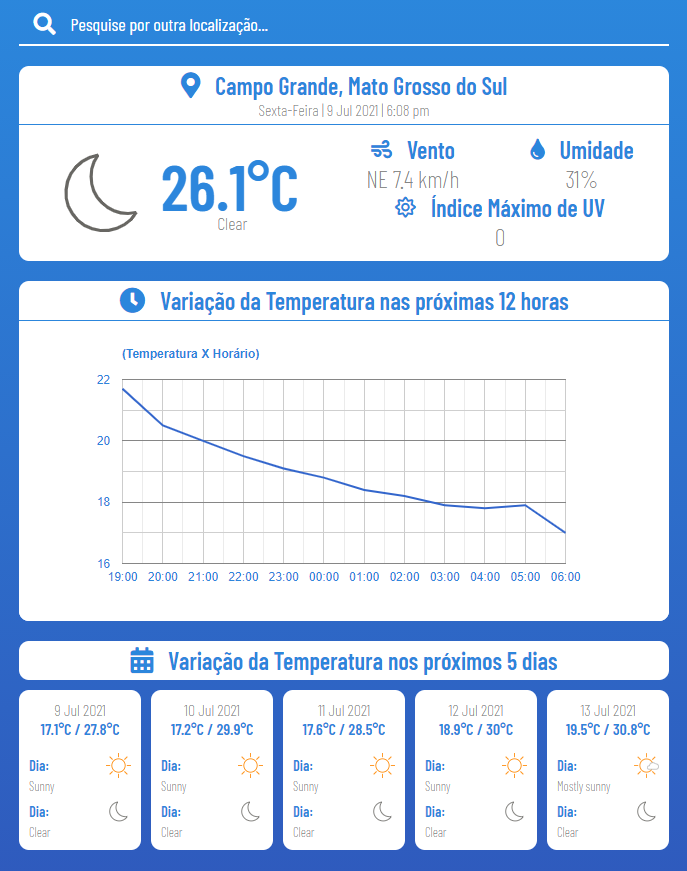 Pesquise por outra localização...
Campo Grande, Mato Grosso do Sul
Sexta-Feira | 9 Jul 2021 | 6:08 pm
26.1°C
Clear
Vento
NE 7.4 km/h
Umidade
31%
Índice Máximo de UV
0
Variação da Temperatura nas próximas 12 horas
(Temperatura X Horário)
22
20
18
16
19:00 20:00 21:00 22:00 23:00 00:00 01:00 02:00 03:00 04:00 05:00 06:00
Variação da Temperatura nos próximos 5 dias
9 Jul 2021
17.1°C / 27.8°C
Dia:
Sunny
Dia:
Clear
10 Jul 2021
17.2°C / 29.9°C
Dia:
Sunny
Dia:
Clear
11 Jul 2021
17.6°C / 28.5°C
Dia:
Sunny
Dia:
Clear
12 Jul 2021
18.9°C / 30°C
Dia:
Sunny
Dia:
Clear
13 Jul 2021
19.5°C / 30.8°C
Dia:
Mostly sunny
Dia:
Clear